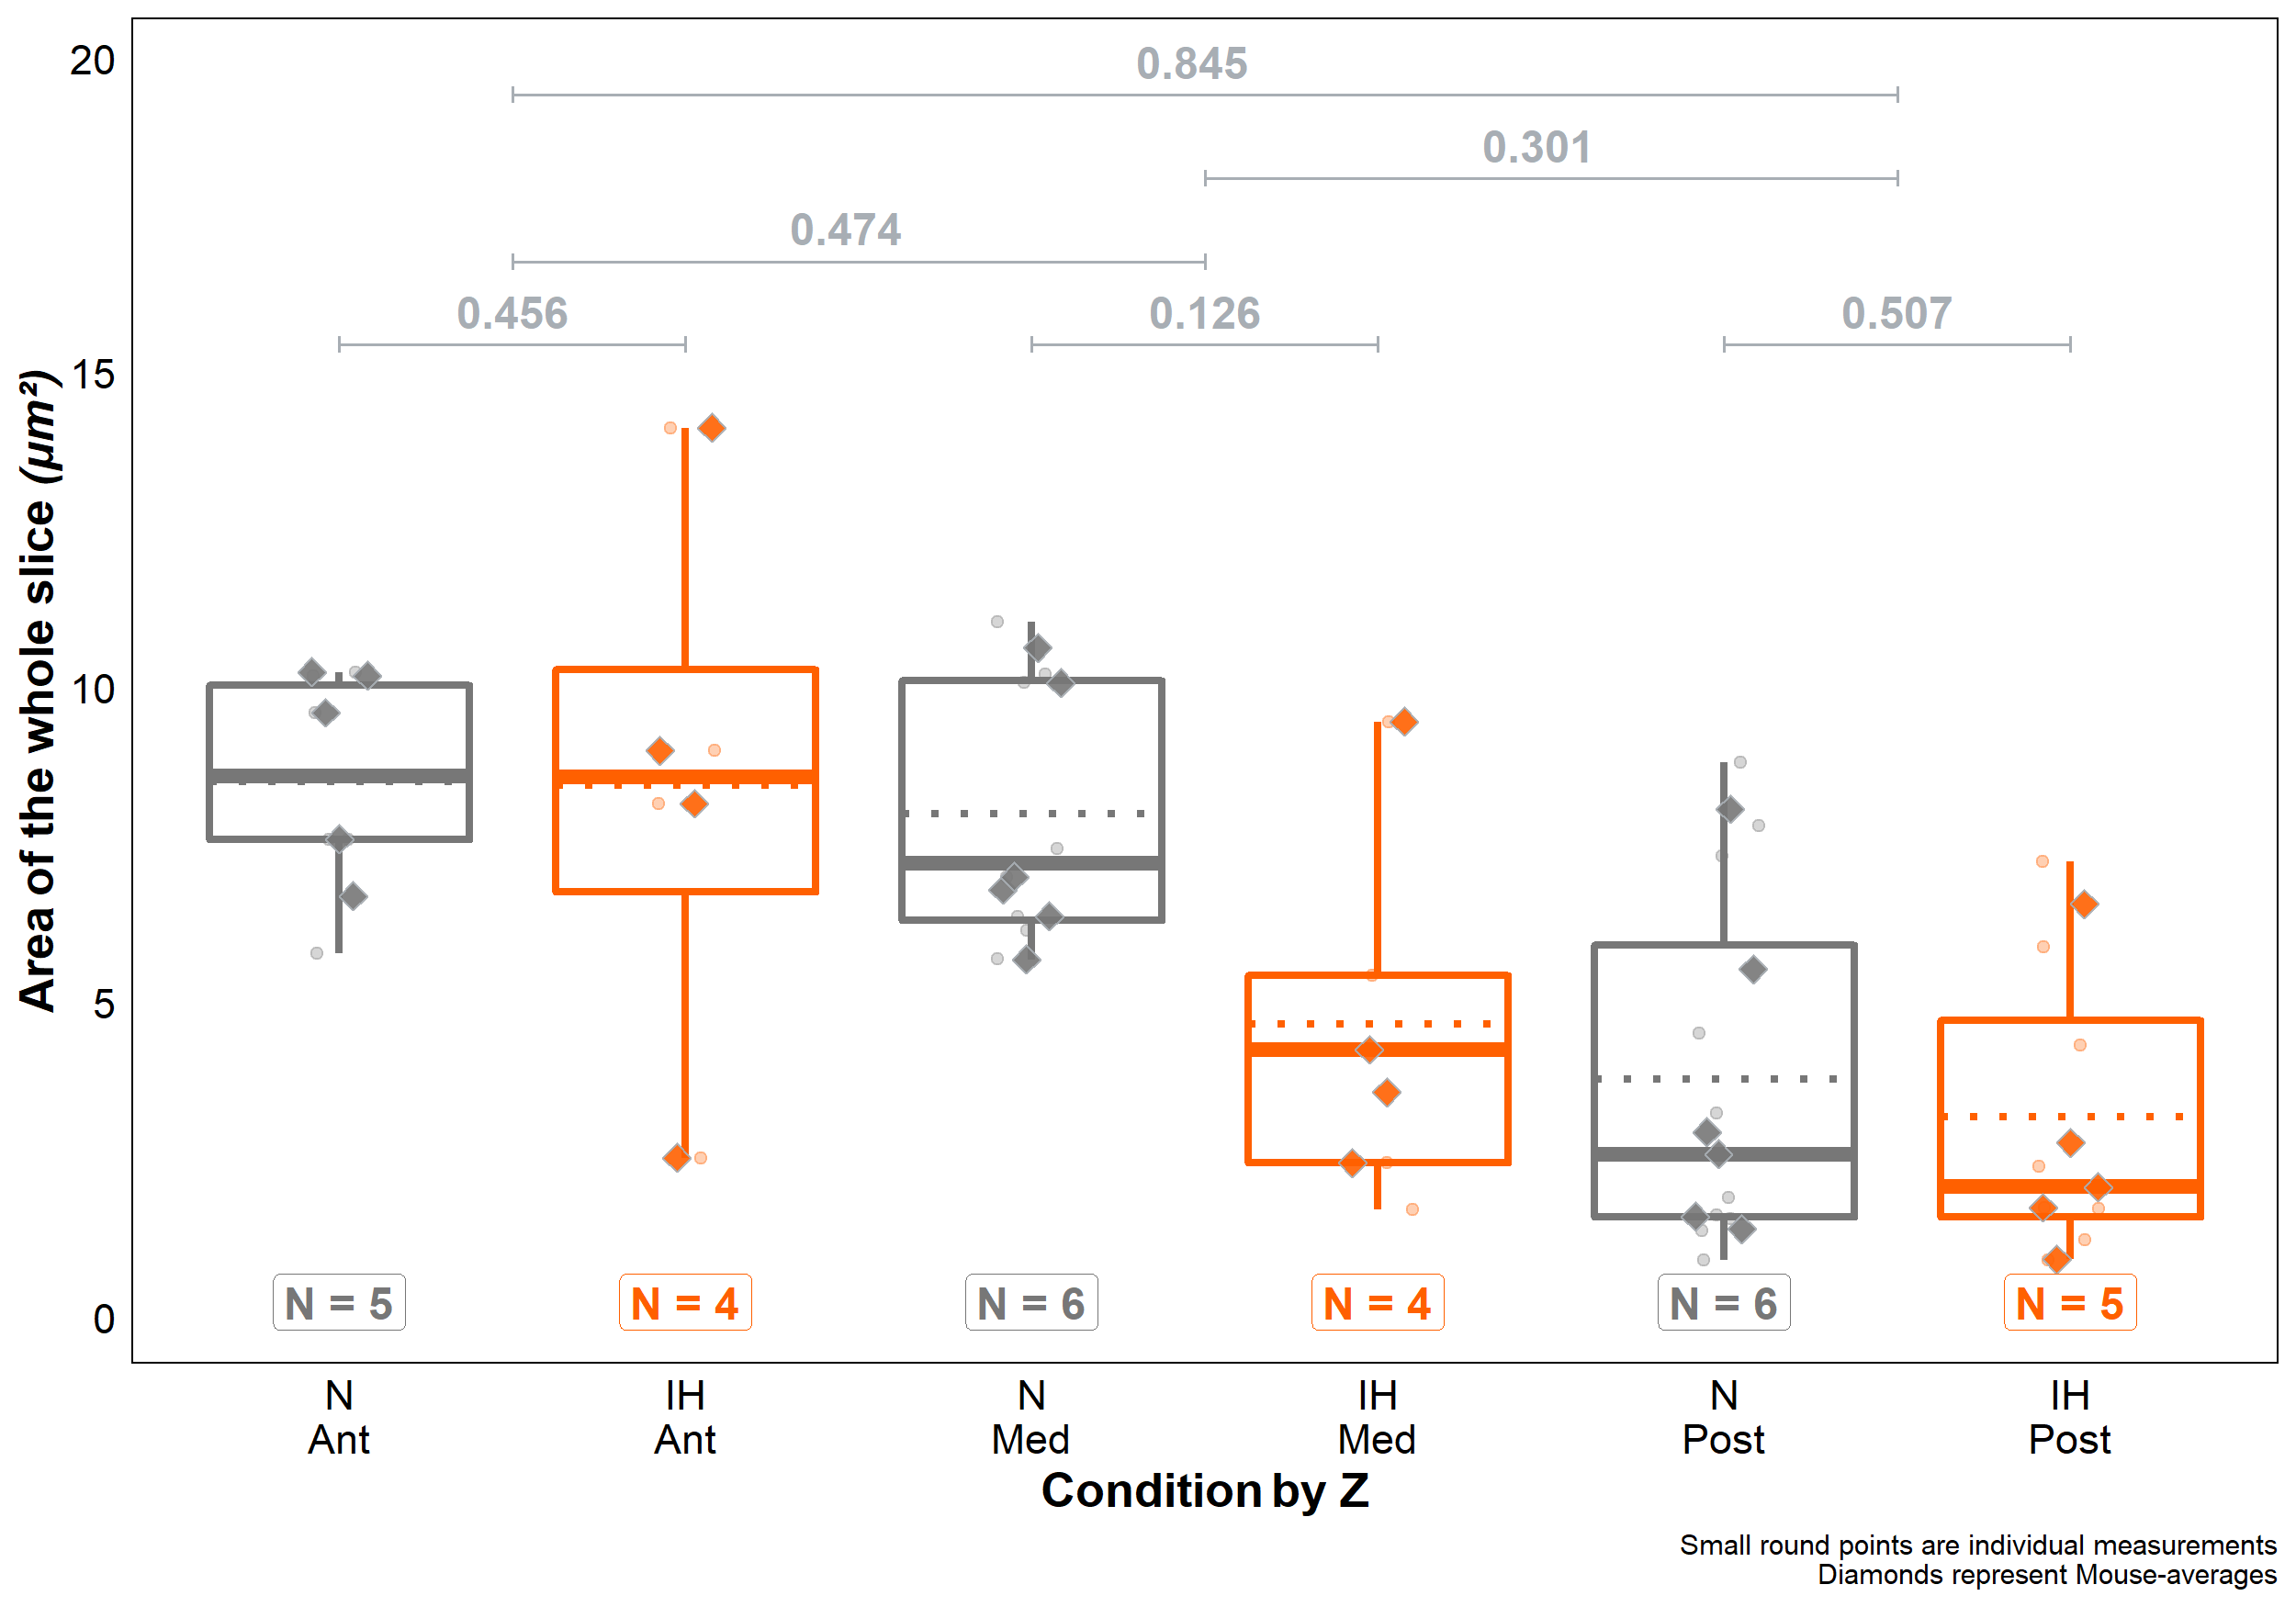 20
0.845
0.301
0.474
0.456 0.126 0.507
15
Area of the whole slice (µm²)
10
5
N = 5 N = 4 N = 6 N = 4 N = 6 N = 5
0
N IH N IH N IH
Ant Ant Med Med Post Post
Condition by Z
Small round points are individual measurements
Diamonds represent Mouse-averages